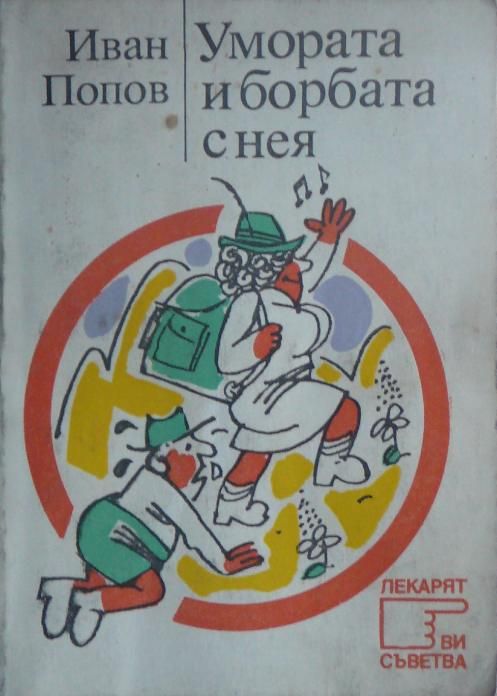 Иван
Попов
Умората
и борбата
с нея
ЛЕКАРЯТ
ВИ
СЪВЕТВА